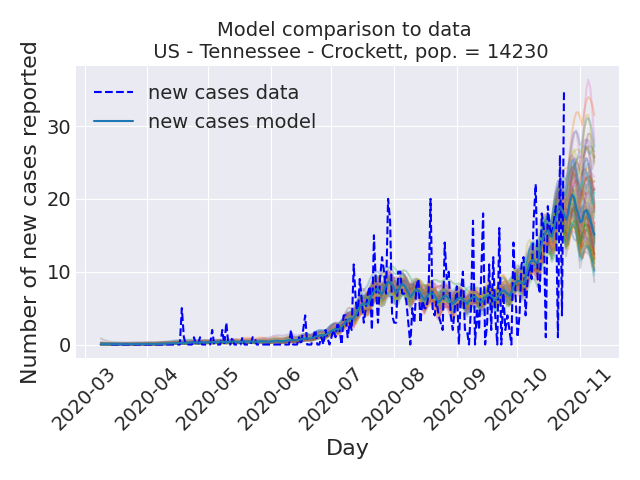 Model comparison to data
US - Tennessee - Crockett, pop. = 14230
Number of new cases reported
30
20
10
0
new cases data
new cases model
2020-03
2020-04
2020-05
2020-06
2020-07
2020-08
2020-09
2020-10
2020-11
Day